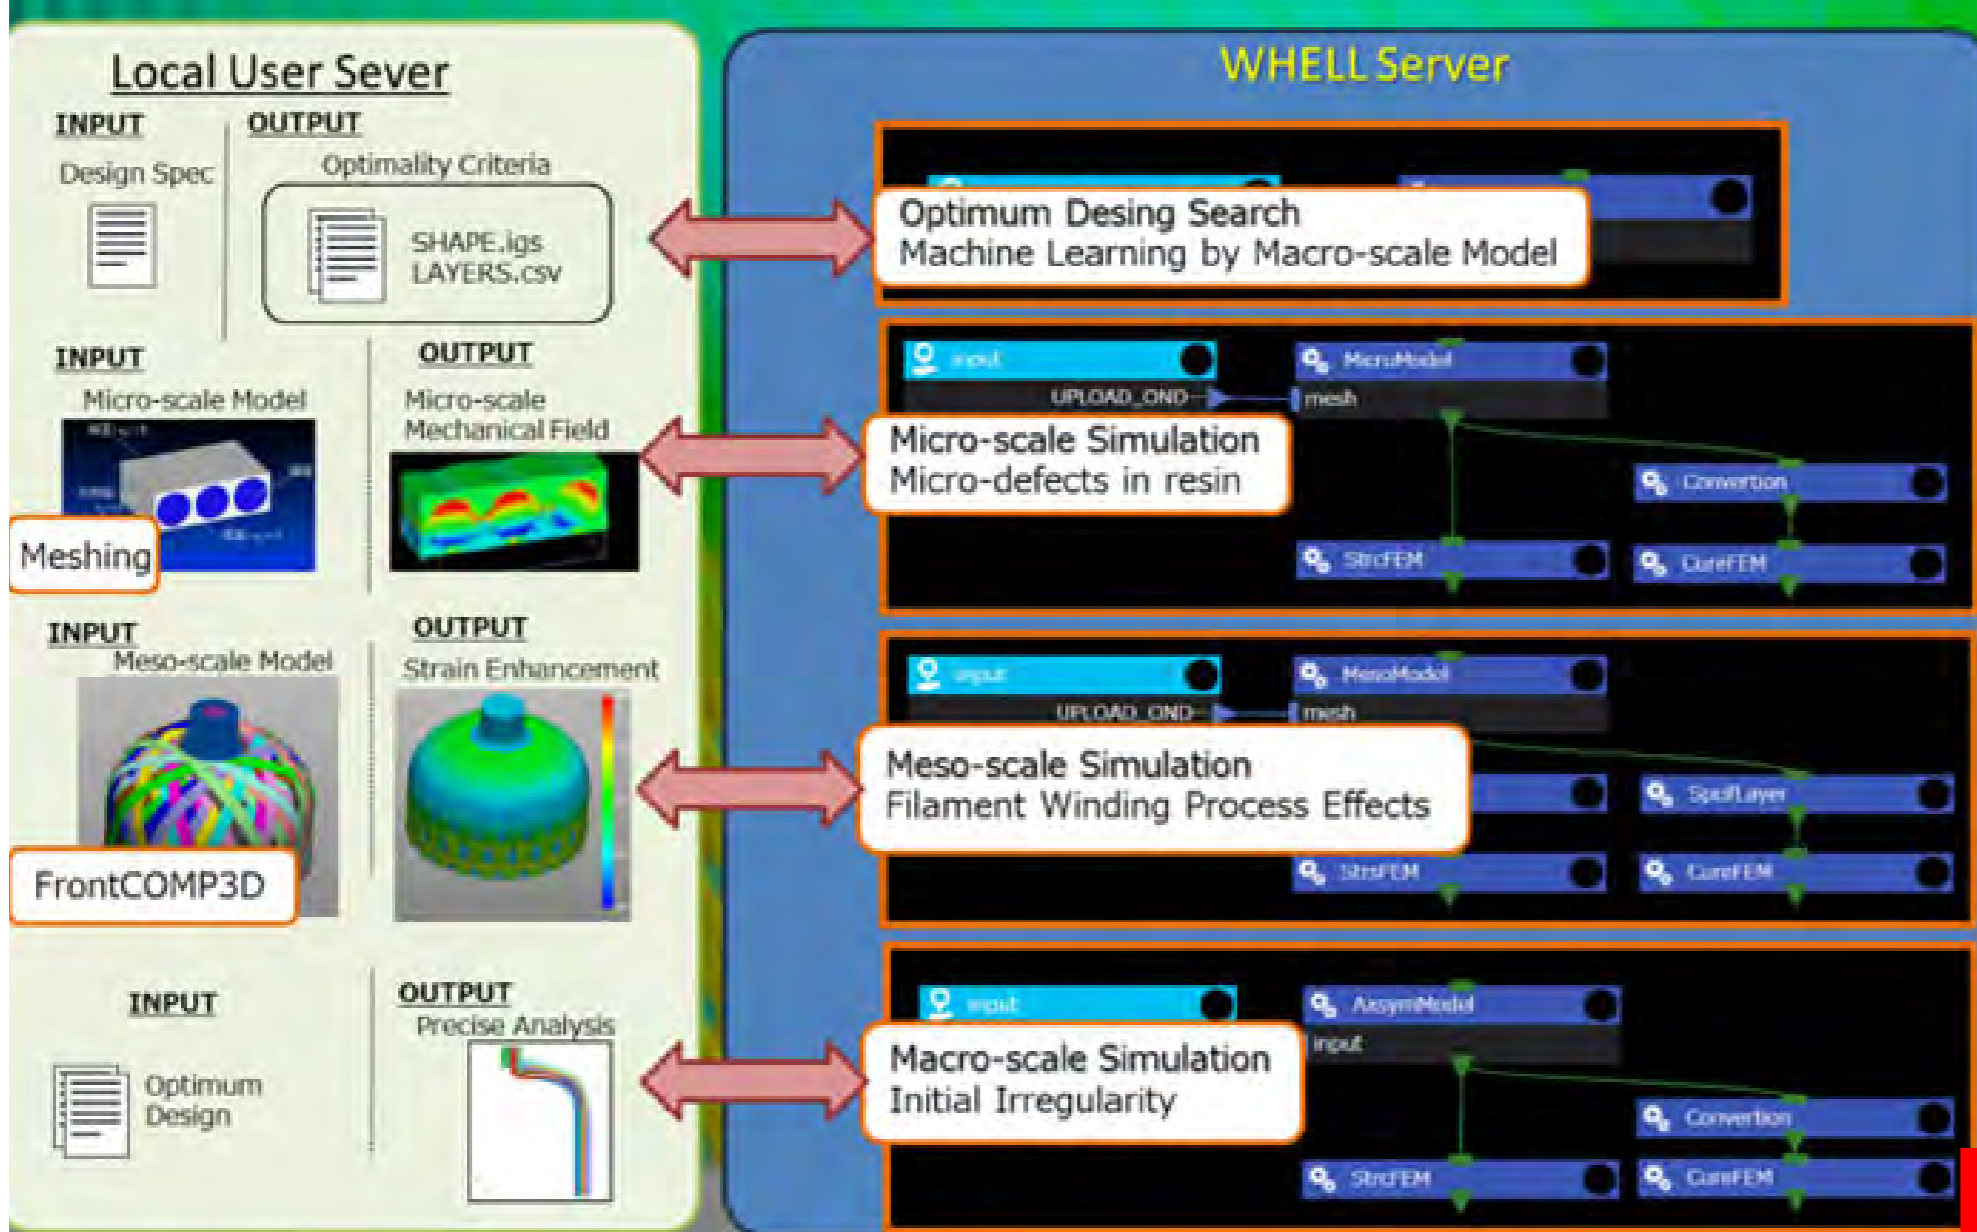 Local User Sever
INPUT
OUTPUT
Design Spec
Optimality Criteria
SHAPE.igs
LAYERS.csv
INPUT
OUTPUT
Micro-scale Model
Micro-scale
Mechanical Field
Meshing
INPUT
OUTPUT
Meso-scale Model
Strain Enhancement
FrontCOMP3D
INPUT
OUTPUT
Precise Analysis
Optimum
Design
WHELL Server
Optimum Desing Search
Machine Learning by Macro-scale Model
input
MicroModel
UPLOAD_OND
mesh
Micro-scale Simulation
Micro-defects in resin
Convertion
StrcFEM
CureFEM
input
MesoModel
UPLOAD_OND
mesh
Meso-scale Simulation
Filament Winding Process Effects
CureFEM
input
AxsymModel
input
Macro-scale Simulation
Initial Irregularity
Convertion
StrcFEM
CureFEM